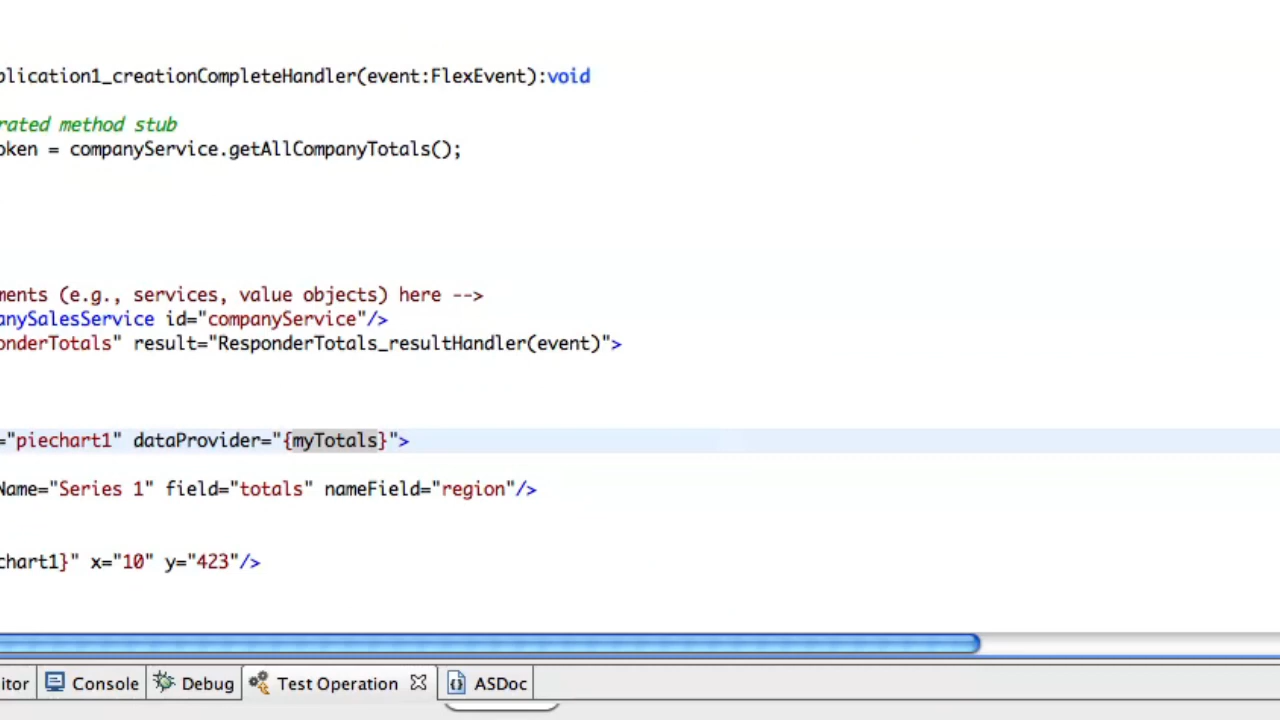 plication1_creationCompleteHandler(event:FlexEvent):void
rated method stub
oken = companyService.getAllCompanyTotals();
ments (e.g., services, value objects) here -->
anySalesService id="companyService"/>
onderTotals" result="ResponderTotals_resultHandler(event)">
="piechart1" dataProvider="{myTotals}">
Name="Series 1" field="totals" nameField="region"/>
chart1}" x="10" y="423"/>
itor Console Debug Test Operation ASDoc